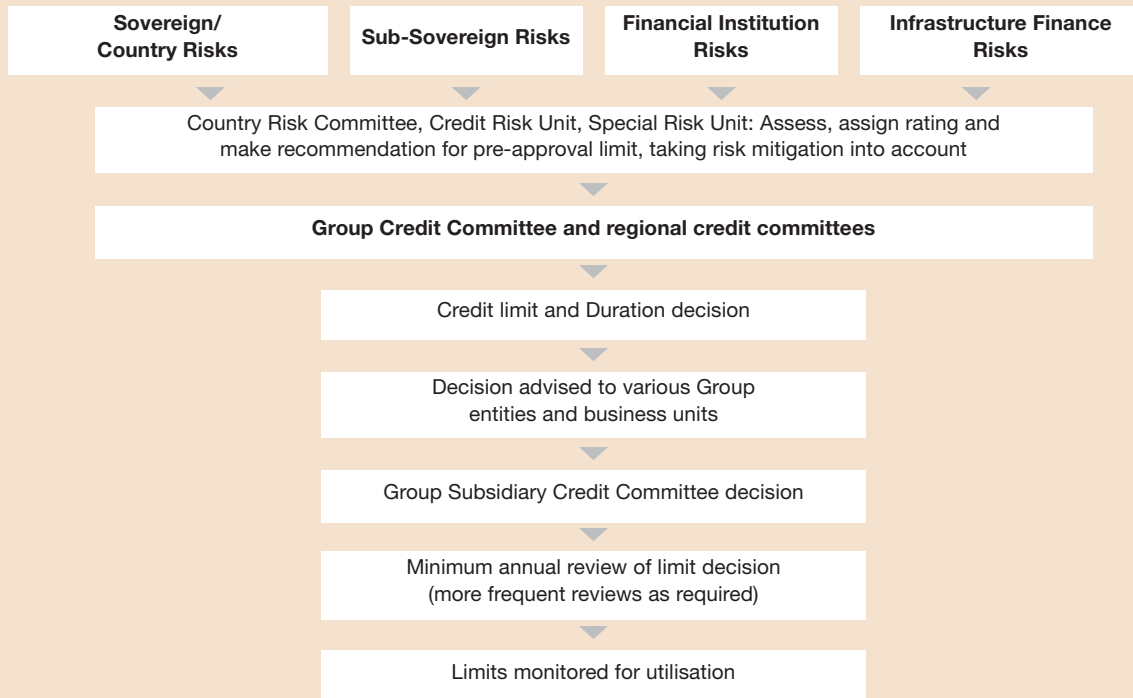 Sovereign/
Country Risks
Sub-Sovereign Risks
Financial Institution
Risks
Infrastructure Finance
Risks
Country Risk Committee, Credit Risk Unit, Special Risk Unit: Assess, assign rating and
make recommendation for pre-approval limit, taking risk mitigation into account
Group Credit Committee and regional credit committees
Credit limit and Duration decision
Decision advised to various Group
entities and business units
Group Subsidiary Credit Committee decision
Minimum annual review of limit decision
(more frequent reviews as required)
Limits monitored for utilisation